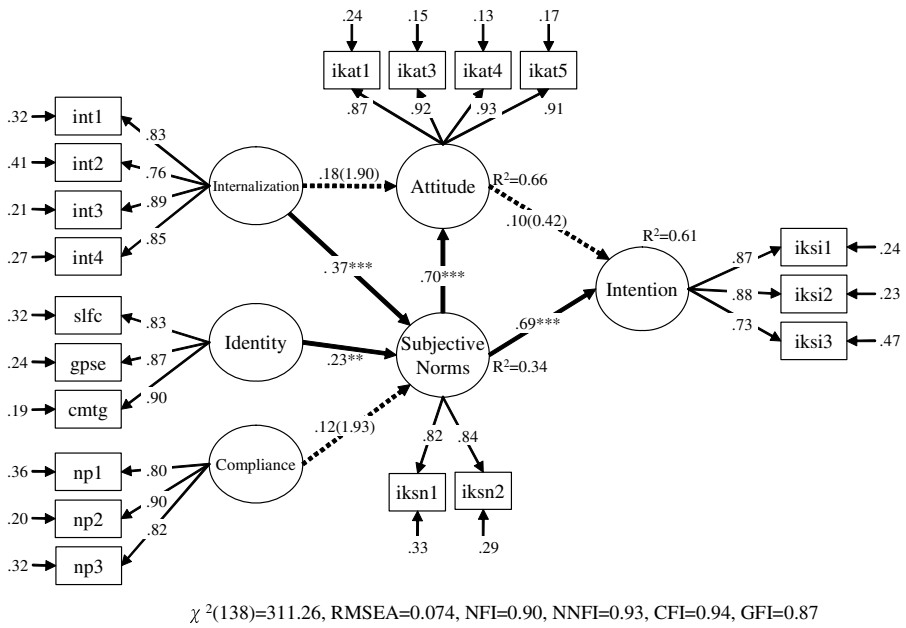 .24 .15 .13 .17
ikat1 ikat3 ikat4 ikat5
.87 .92 .93 .91
.32 int1 .83
.41 int2 .76
.21 int3 .89
.27 int4 .85
Internalization
.18(1.90)
Attitude
R²=0.66
.10(0.42)
. 37***
.70***
R²=0.61
Intention
.87 iksi1 .24
.88 iksi2 .23
.73 iksi3 .47
.32 slfc .83
.24 gpse .87
.19 cmtg .90
Identity
.23**
Subjective
Norms
.69***
R²=0.34
.12(1.93)
.36 np1 .80
.20 np2 .90
.32 np3 .82
Compliance
.82 .84
iksn1 iksn2
.33 .29
χ ²(138)=311.26, RMSEA=0.074, NFI=0.90, NNFI=0.93, CFI=0.94, GFI=0.87